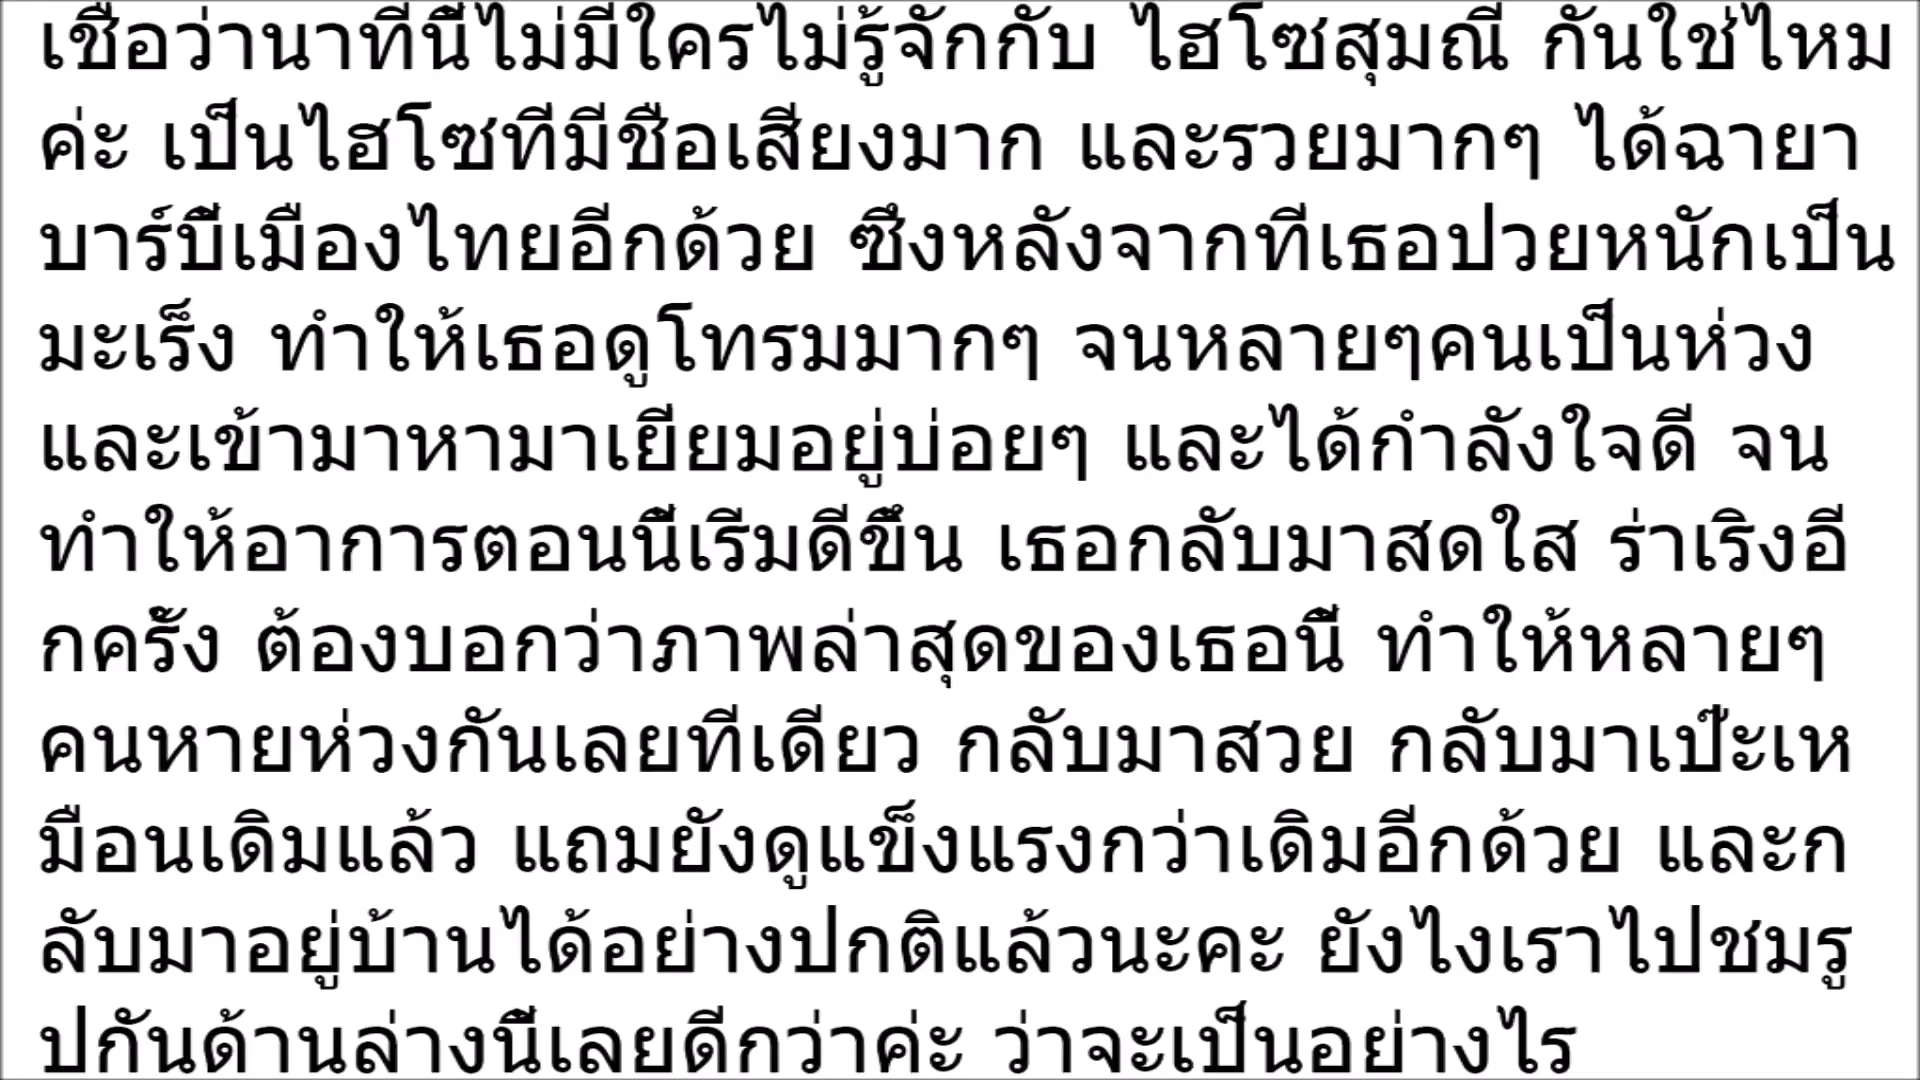 เชื่อว่านาทีนี้ไม่มีใครไม่รู้จักกับ ไฮโซสุมณี กันใช่ไหม
ค่ะ เป็นไฮโซที่มีชื่อเสียงมาก และรวยมากๆ ได้ฉายา
บาร์บี้เมืองไทยอีกด้วย ซึ่งหลังจากที่เธอปวยหนักเป็น
มะเร็ง ทำให้เธอดูโทรมมากๆ จนหลายๆคนเป็นห่วง
และเข้ามาหามาเยี่ยมอยู่บ่อยๆ และได้กำลังใจดี จน
ทำให้อาการตอนนี้เริ่มดีขึ้น เธอกลับมาสดใส ร่าเริงอี
กครั้ง ต้องบอกว่าภาพล่าสุดของเธอนี้ ทำให้หลายๆ
คนหายห่วงกันเลยทีเดียว กลับมาสวย กลับมาเป๊ะเห
มือนเดิมแล้ว แถมยังดูแข็งแรงกว่าเดิมอีกด้วย และก
ลับมาอยู่บ้านได้อย่างปกติแล้วนะคะ ยังไงเราไปชมรู
ปกันด้านล่างนี้เลยดีกว่าค่ะ ว่าจะเป็นอย่างไร